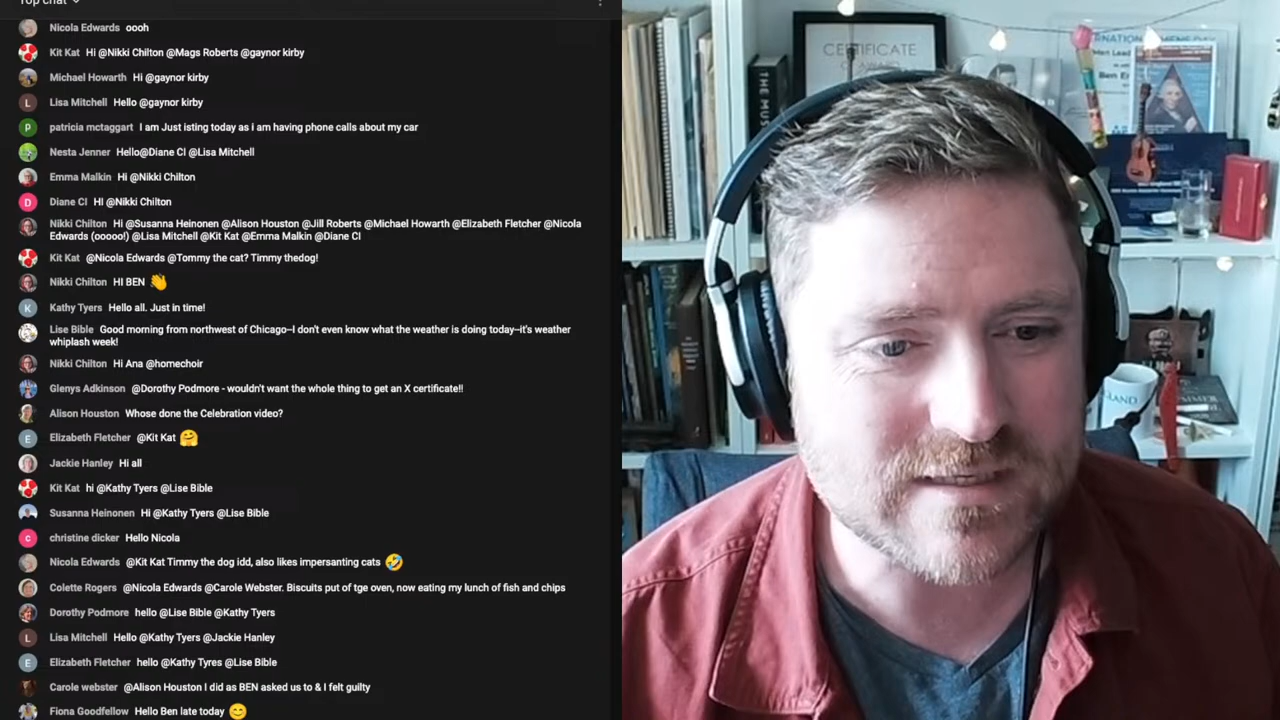 Top chat
Nicola Edwards oooh
Kit Kat Hi @Nikki Chilton @Mags Roberts @gaynor kirby
Michael Howarth Hi @gaynor kirby
L Lisa Mitchell Hello @gaynor kirby
P patricia mctaggart I am Just isting today as i am having phone calls about my car
Nesta Jenner Hello@Diane Cl @Lisa Mitchell
Emma Malkin Hi @Nikki Chilton
D Diane Cl HI @Nikki Chilton
Nikki Chilton Hi @Susanna Heinonen @Alison Houston @Jill Roberts @Michael Howarth @Elizabeth Fletcher @Nicola
Edwards (ooooo!) @Lisa Mitchell @Kit Kat @Emma Malkin @Diane Cl
Kit Kat @Nicola Edwards @Tommy the cat? Timmy thedog!
Nikki Chilton HI BEN 👋
K Kathy Tyers Hello all. Just in time!
Lise Bible Good morning from northwest of Chicago--I don't even know what the weather is doing today--it's weather
whiplash week!
Nikki Chilton Hi Ana @homechoir
Glenys Adkinson @Dorothy Podmore - wouldn't want the whole thing to get an X certificate!!
Alison Houston Whose done the Celebration video?
E Elizabeth Fletcher @Kit Kat 🤗
Jackie Hanley Hi all
Kit Kat hi @Kathy Tyers @Lise Bible
Susanna Heinonen Hi @Kathy Tyers @Lise Bible
c christine dicker Hello Nicola
Nicola Edwards @Kit Kat Timmy the dog idd, also likes impersanting cats 🤣
Colette Rogers @Nicola Edwards @Carole Webster. Biscuits put of tge oven, now eating my lunch of fish and chips
Dorothy Podmore hello @Lise Bible @Kathy Tyers
L Lisa Mitchell Hello @Kathy Tyers @Jackie Hanley
E Elizabeth Fletcher hello @Kathy Tyres @Lise Bible
Carole webster @Alison Houston I did as BEN asked us to & I felt guilty
Fiona Goodfellow Hello Ben late today 😊
CERTIFICATE
THE MUS
Ben En